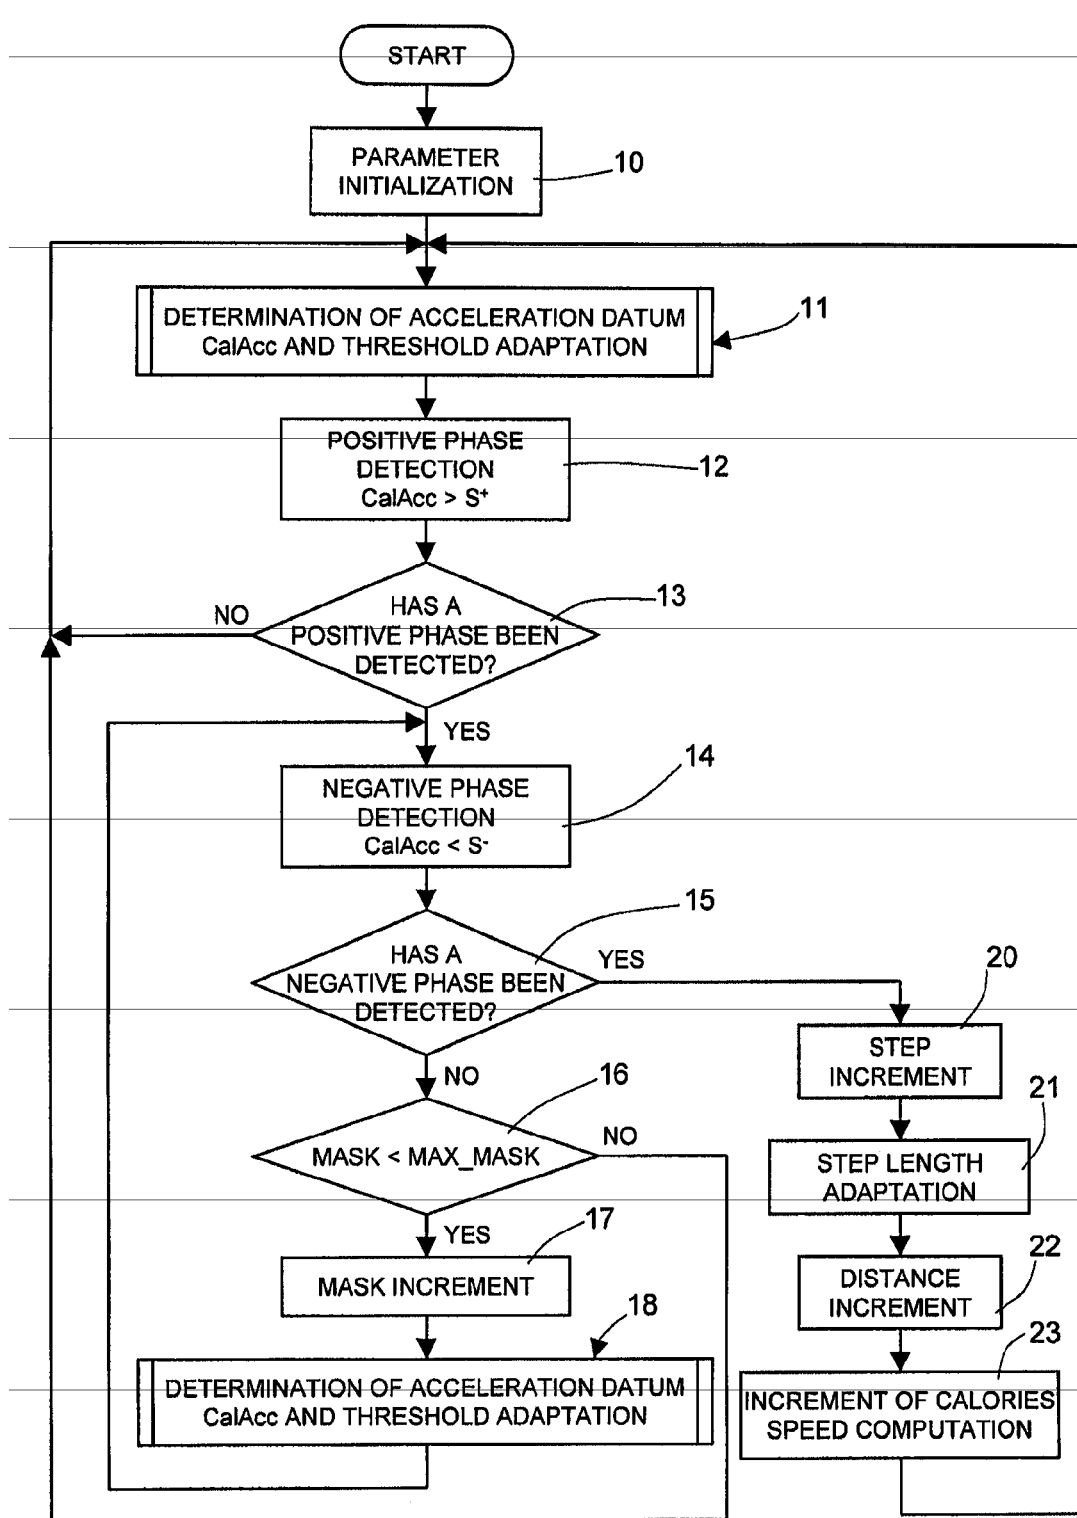 START
PARAMETER
INITIALIZATION
10
DETERMINATION OF ACCELERATION DATUM
CalAcc AND THRESHOLD ADAPTATION
11
POSITIVE PHASE
DETECTION
CalAcc > S⁺
12
HAS A
POSITIVE PHASE BEEN
DETECTED?
13
NO
YES
NEGATIVE PHASE
DETECTION
CalAcc < S⁻
14
HAS A
NEGATIVE PHASE BEEN
DETECTED?
15
YES
NO
STEP
INCREMENT
20
MASK < MAX_MASK
16
NO
YES
STEP LENGTH
ADAPTATION
21
MASK INCREMENT
17
DISTANCE
INCREMENT
22
DETERMINATION OF ACCELERATION DATUM
CalAcc AND THRESHOLD ADAPTATION
18
INCREMENT OF CALORIES
SPEED COMPUTATION
23